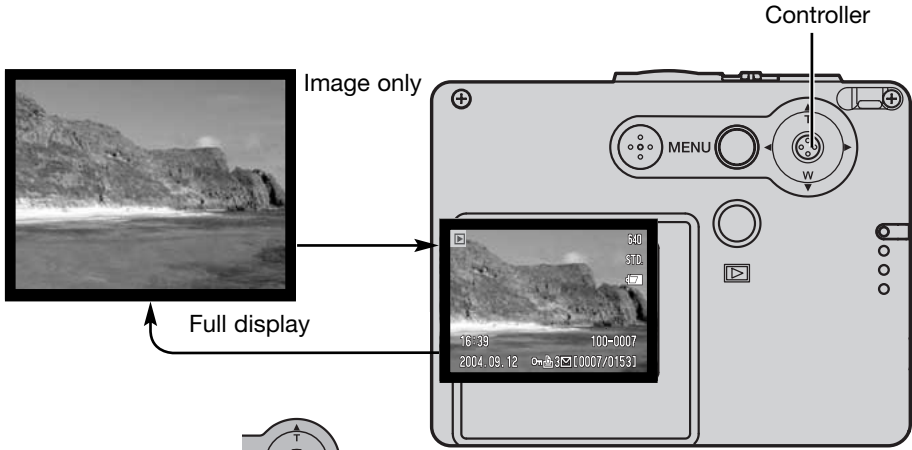 Controller
Image only
T
MENU
W
640
STD.
Full display
16:39
100-0007
2004.09.12
3
[0007/0153]
T